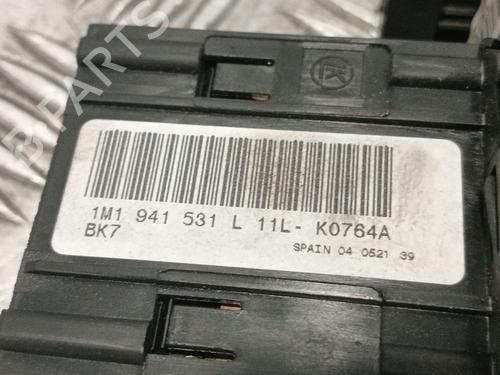 B PARTS
K
1M1 941 531 L 11L- K0764A
BK7
SPAIN 04 0521 39